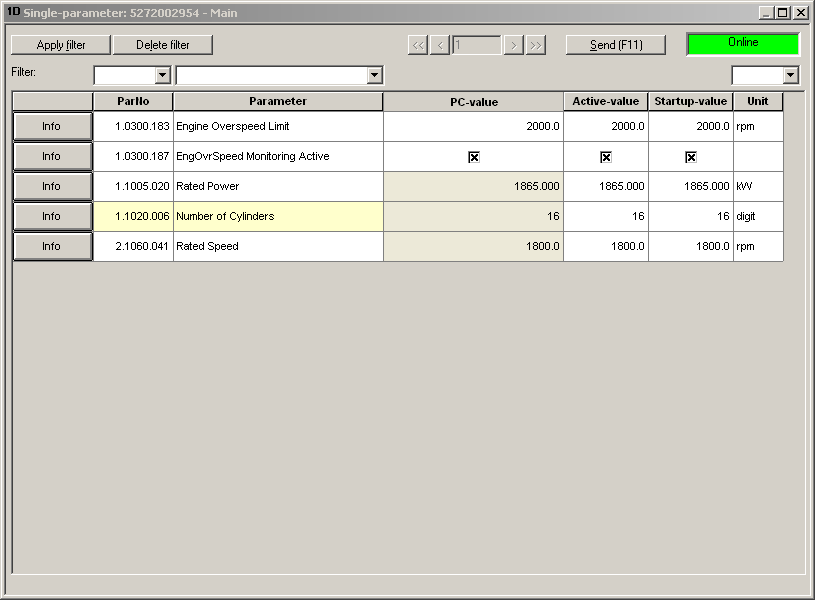 1D Single-parameter: 5272002954 - Main
Apply filter Delete filter << < 1 > >> Send (F11) Online
Filter:
ParNo Parameter PC-value Active-value Startup-value Unit
Info 1.0300.183 Engine Overspeed Limit 2000.0 2000.0 2000.0 rpm
Info 1.0300.187 EngOvrSpeed Monitoring Active
Info 1.1005.020 Rated Power 1865.000 1865.000 1865.000 kW
Info 1.1020.006 Number of Cylinders 16 16 16 digit
Info 2.1060.041 Rated Speed 1800.0 1800.0 1800.0 rpm